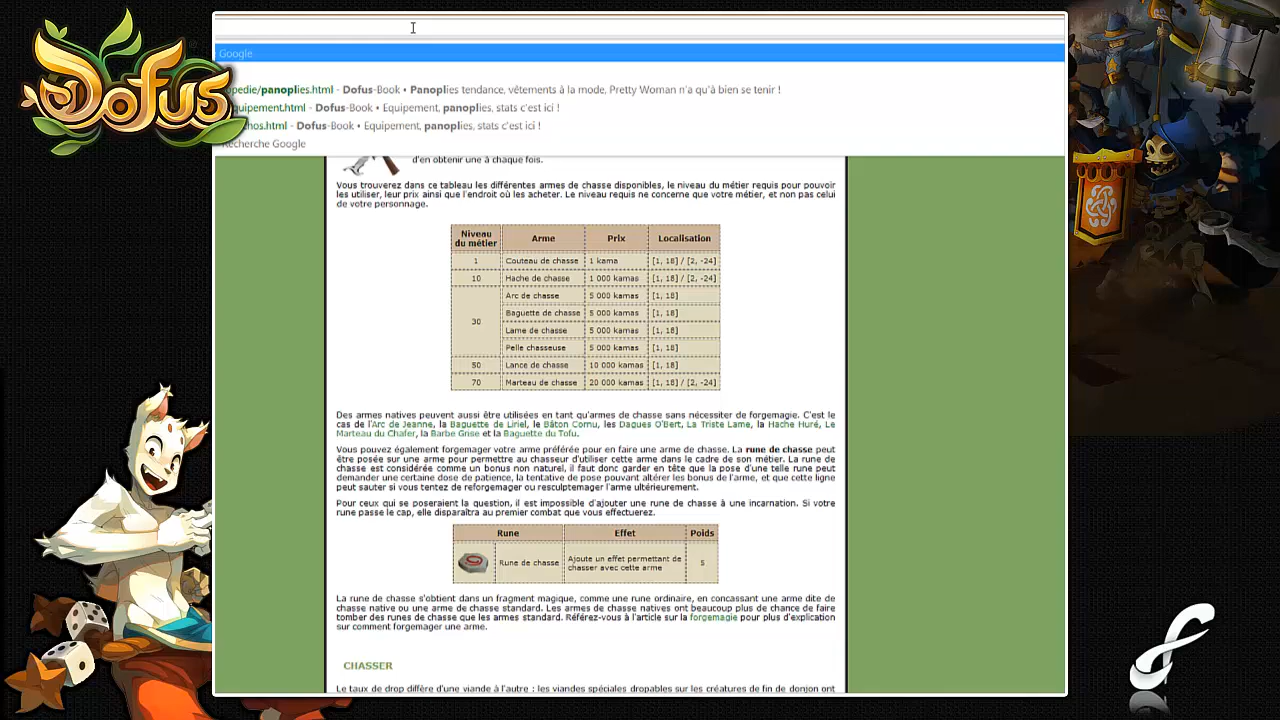 Google
opedie/panoplies.html - Dofus-Book • Panoplies tendance, vêtements à la mode, Pretty Woman n'a qu'à bien se tenir !
quipement.html - Dofus-Book • Equipement, panoplies, stats c'est ici !
hos.html - Dofus-Book • Equipement, panoplies, stats c'est ici !
Recherche Google
DOFUS
d'en obtenir une à chaque fois.
Vous trouverez dans ce tableau les différentes armes de chasse disponibles, le niveau du métier requis pour pouvoir
les utiliser, leur prix ainsi que l'endroit où les acheter. Le niveau requis ne concerne que votre métier, et non pas celui
de votre personnage.
Niveau du métier Arme Prix Localisation
1 Couteau de chasse 1 kama [1, 18] / [2, -24]
10 Hache de chasse 1 000 kamas [1, 18] / [2, -24]
30 Arc de chasse 5 000 kamas [1, 18]
Baguette de chasse 5 000 kamas [1, 18]
Lame de chasse 5 000 kamas [1, 18]
Pelle chasseuse 5 000 kamas [1, 18]
50 Lance de chasse 10 000 kamas [1, 18]
70 Marteau de chasse 20 000 kamas [1, 18] / [2, -24]
Des armes natives peuvent aussi être utilisées en tant qu'armes de chasse sans nécessiter de forgemagie. C'est le
cas de l'Arc de Jeanne, la Baguette de Liriel, le Bâton Cornu, les Dagues O'Bert, La Triste Lame, la Hache Huré, Le
Marteau du Chafer, la Barbe Grise et la Baguette du Tofu.
Vous pouvez également forgemager votre arme préférée pour en faire une arme de chasse. La rune de chasse peut
être posés sur une arme pour permettre au chasseur d'utiliser cette arme dans le cadre de son métier. La rune de
chasse est considérée comme un bonus non naturel, il faut donc garder en tête que la pose d'une telle rune peut
demander une certaine dose de patience, la tentative de pose pouvant altérer les bonus de l'arme, et que cette ligne
peut sauter si vous tentez de reforgemager ou resculptemager l'arme ultérieurement.
Pour ceux qui se poseraient la question, il est impossible d'ajouter une rune de chasse à une incarnation. Si votre
rune passe le cap, elle disparaîtra au premier combat que vous effectuerez.
Rune Effet Poids
Rune de chasse Ajoute un effet permettant de chasser avec cette arme 5
La rune de chasse s'obtient dans un fragment magique, comme une rune ordinaire, en concassant une arme dite de
chasse native ou une arme de chasse standard. Les armes de chasse natives ont beaucoup plus de chance de faire
tomber des runes de chasse que les armes standard. Référez-vous à l'article sur la forgemagie pour plus d'explication
sur comment forgemager une arme.
CHASSER
Le taux de drop diffère d'une viande à l'autre : les viandes spéciales dropables sur les créatures de fin de donjon ont